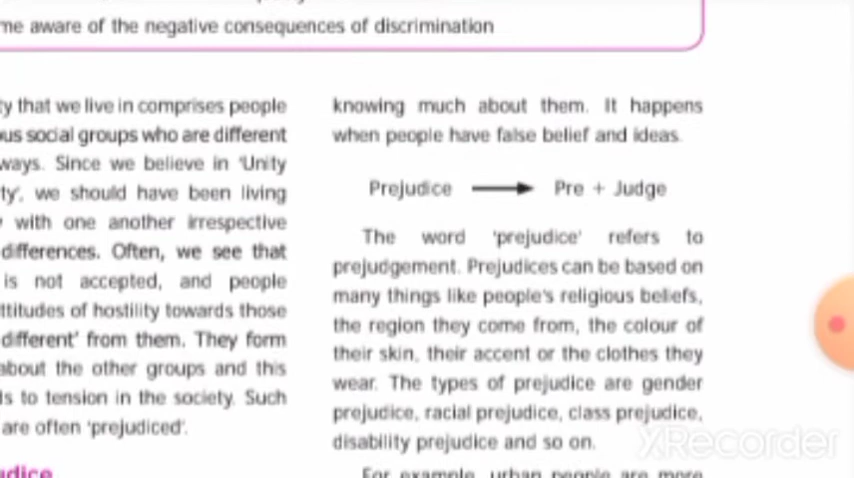 me aware of the negative consequences of discrimination
ty that we live in comprises people
ous social groups who are different
ways. Since we believe in 'Unity
ty', we should have been living
with one another irrespective
differences. Often, we see that
is not accepted, and people
ttitudes of hostility towards those
different' from them. They form
about the other groups and this
ds to tension in the society. Such
are often 'prejudiced'.
udice
knowing much about them. It happens
when people have false belief and ideas.
Prejudice → Pre + Judge
The word 'prejudice' refers to
prejudgement. Prejudices can be based on
many things like people's religious beliefs,
the region they come from, the colour of
their skin, their accent or the clothes they
wear. The types of prejudice are gender
prejudice, racial prejudice, class prejudice,
disability prejudice and so on.
For example, urban people are more
XRecorder